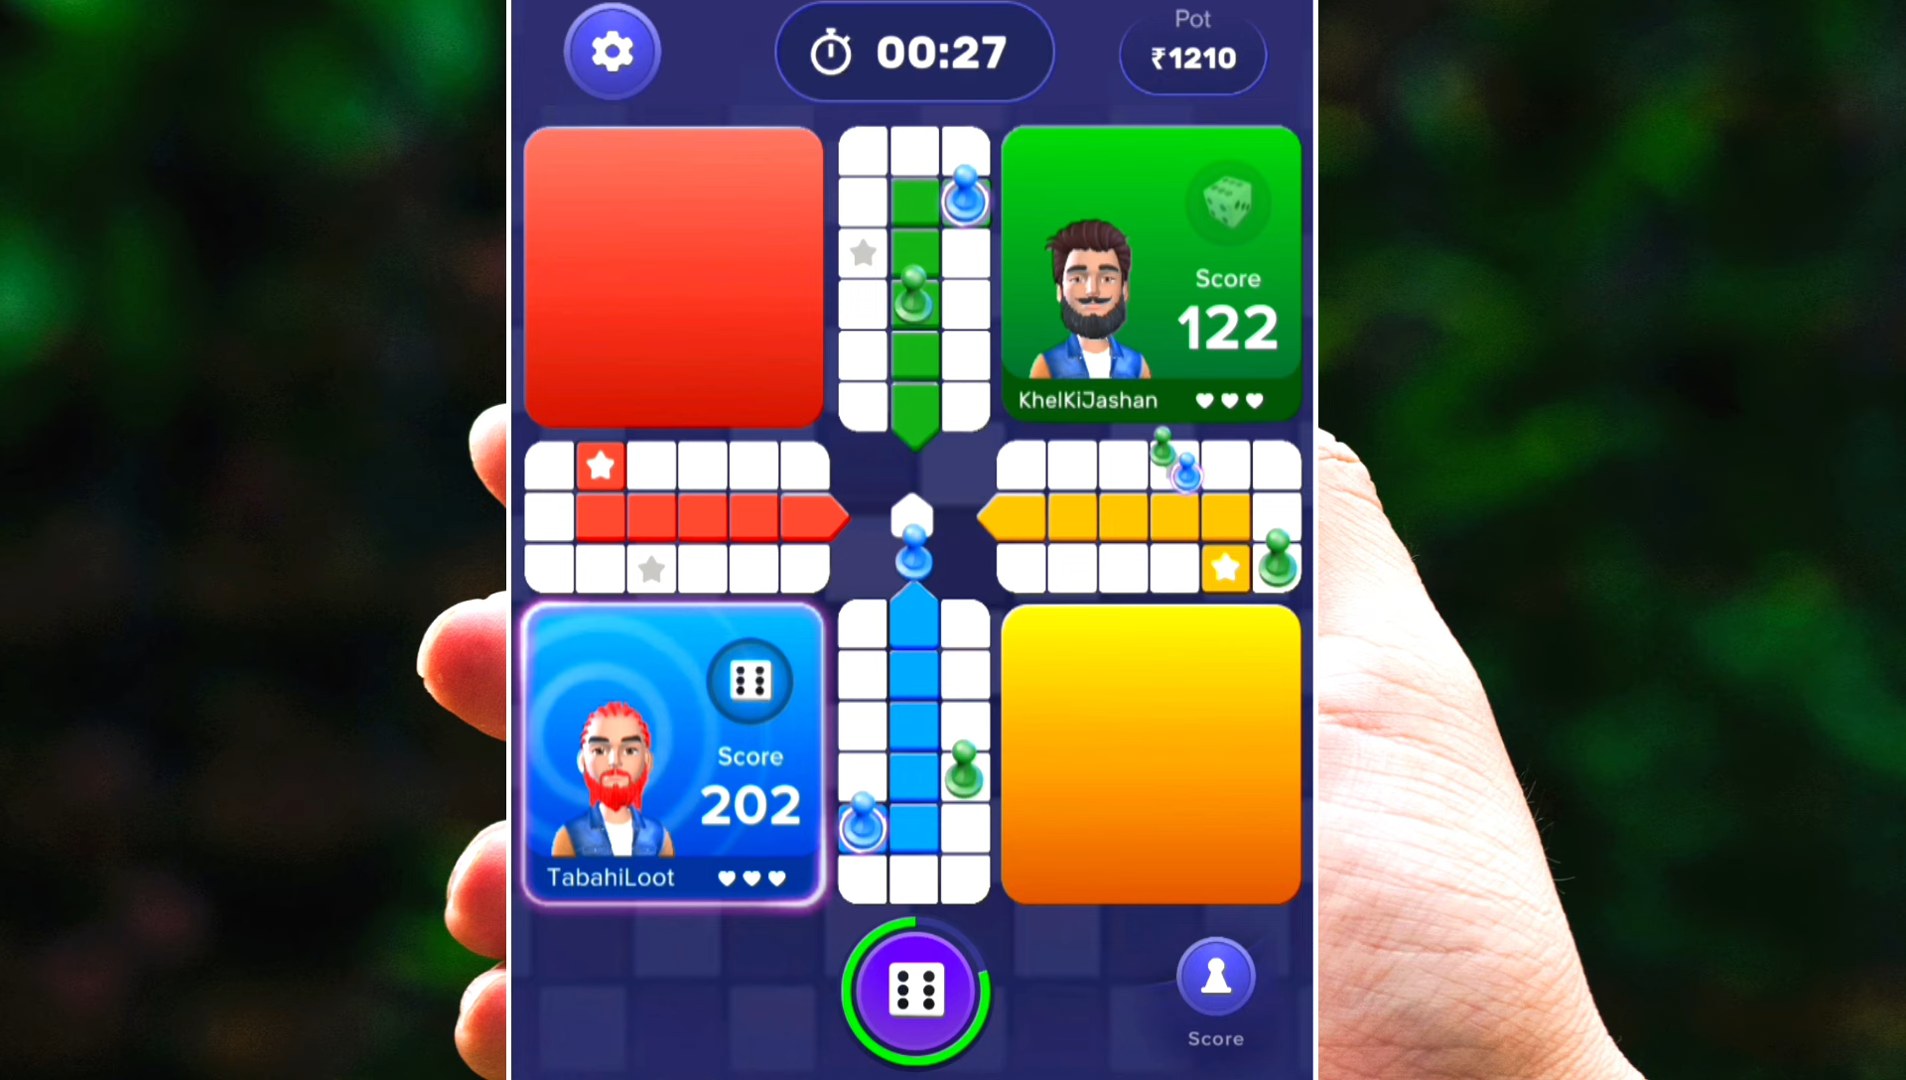 00:27
Pot
₹1210
Score
122
KhelKiJashan
Score
202
TabahiLoot
Score